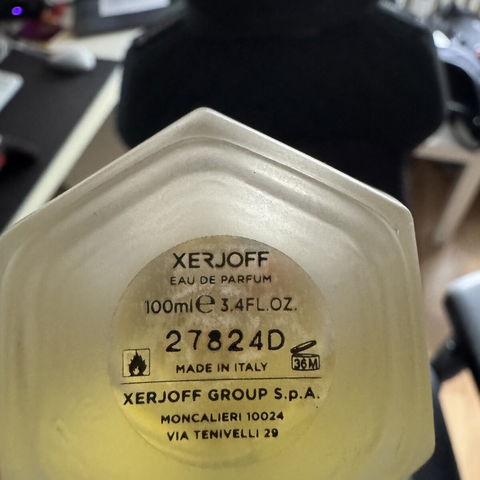 XERJOFF
EAU DE PARFUM
100ml℮ 3.4FL.OZ.
27824D
36M
MADE IN ITALY
XERJOFF GROUP S.p.A.
MONCALIERI 10024
VIA TENIVELLI 29